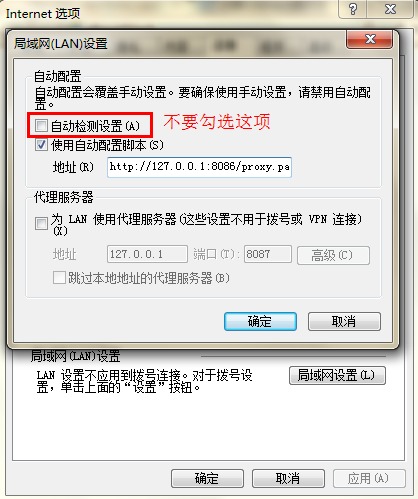 Internet 选项
局域网(LAN)设置
自动配置
自动配置会覆盖手动设置。要确保使用手动设置，请禁用自动配
置。
自动检测设置(A)
不要勾选这项
使用自动配置脚本(S)
地址(R)
http://127.0.0.1:8086/proxy.pa
代理服务器
为 LAN 使用代理服务器(这些设置不用于拨号或 VPN 连接)
(X)
地址
127.0.0.1
端口(T):
8087
高级(C)
跳过本地地址的代理服务器(B)
确定
取消
局域网(LAN)设置
LAN 设置不应用到拨号连接。对于拨号设
置，单击上面的“设置”按钮。
局域网设置(L)
确定
取消
应用(A)